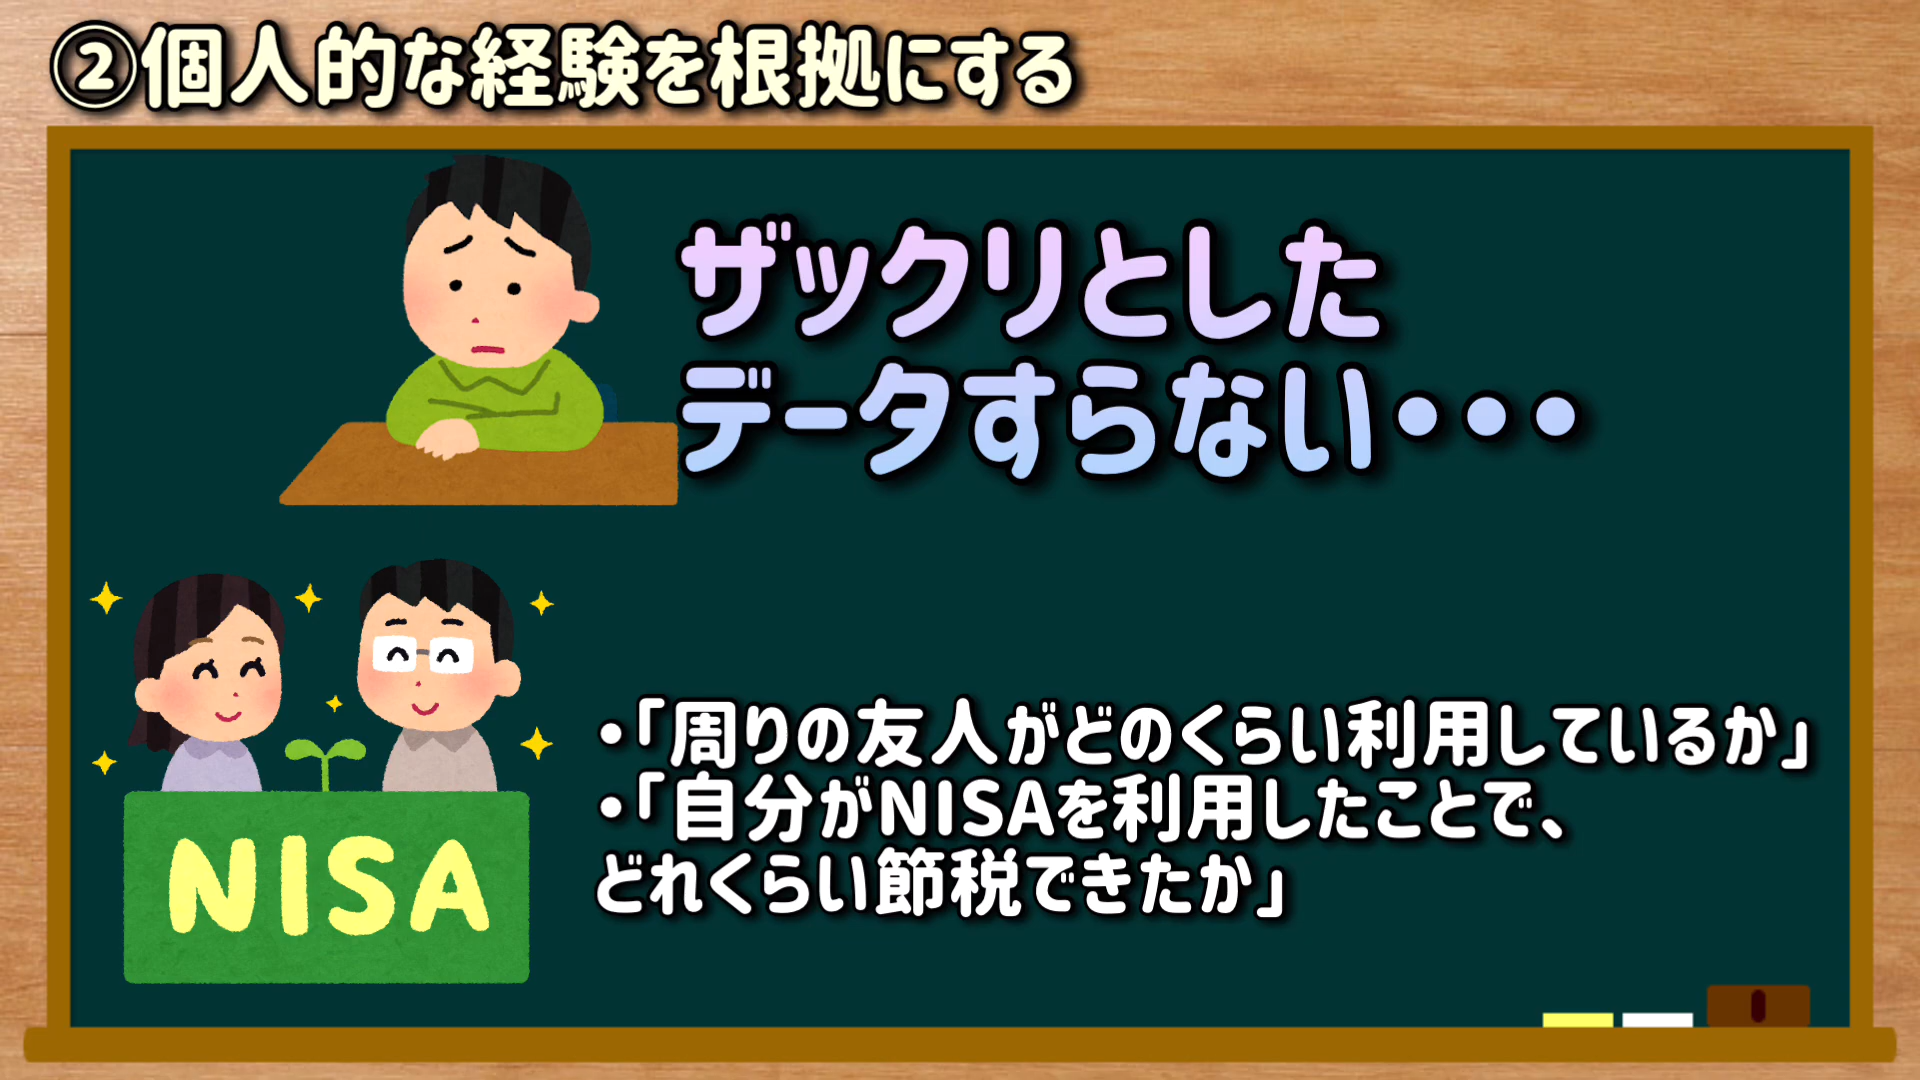 ②個人的な経験を根拠にする
ザックリとした
データすらない・・・
・「周りの友人がどのくらい利用しているか」
・「自分がNISAを利用したことで、
どれくらい節税できたか」
NISA